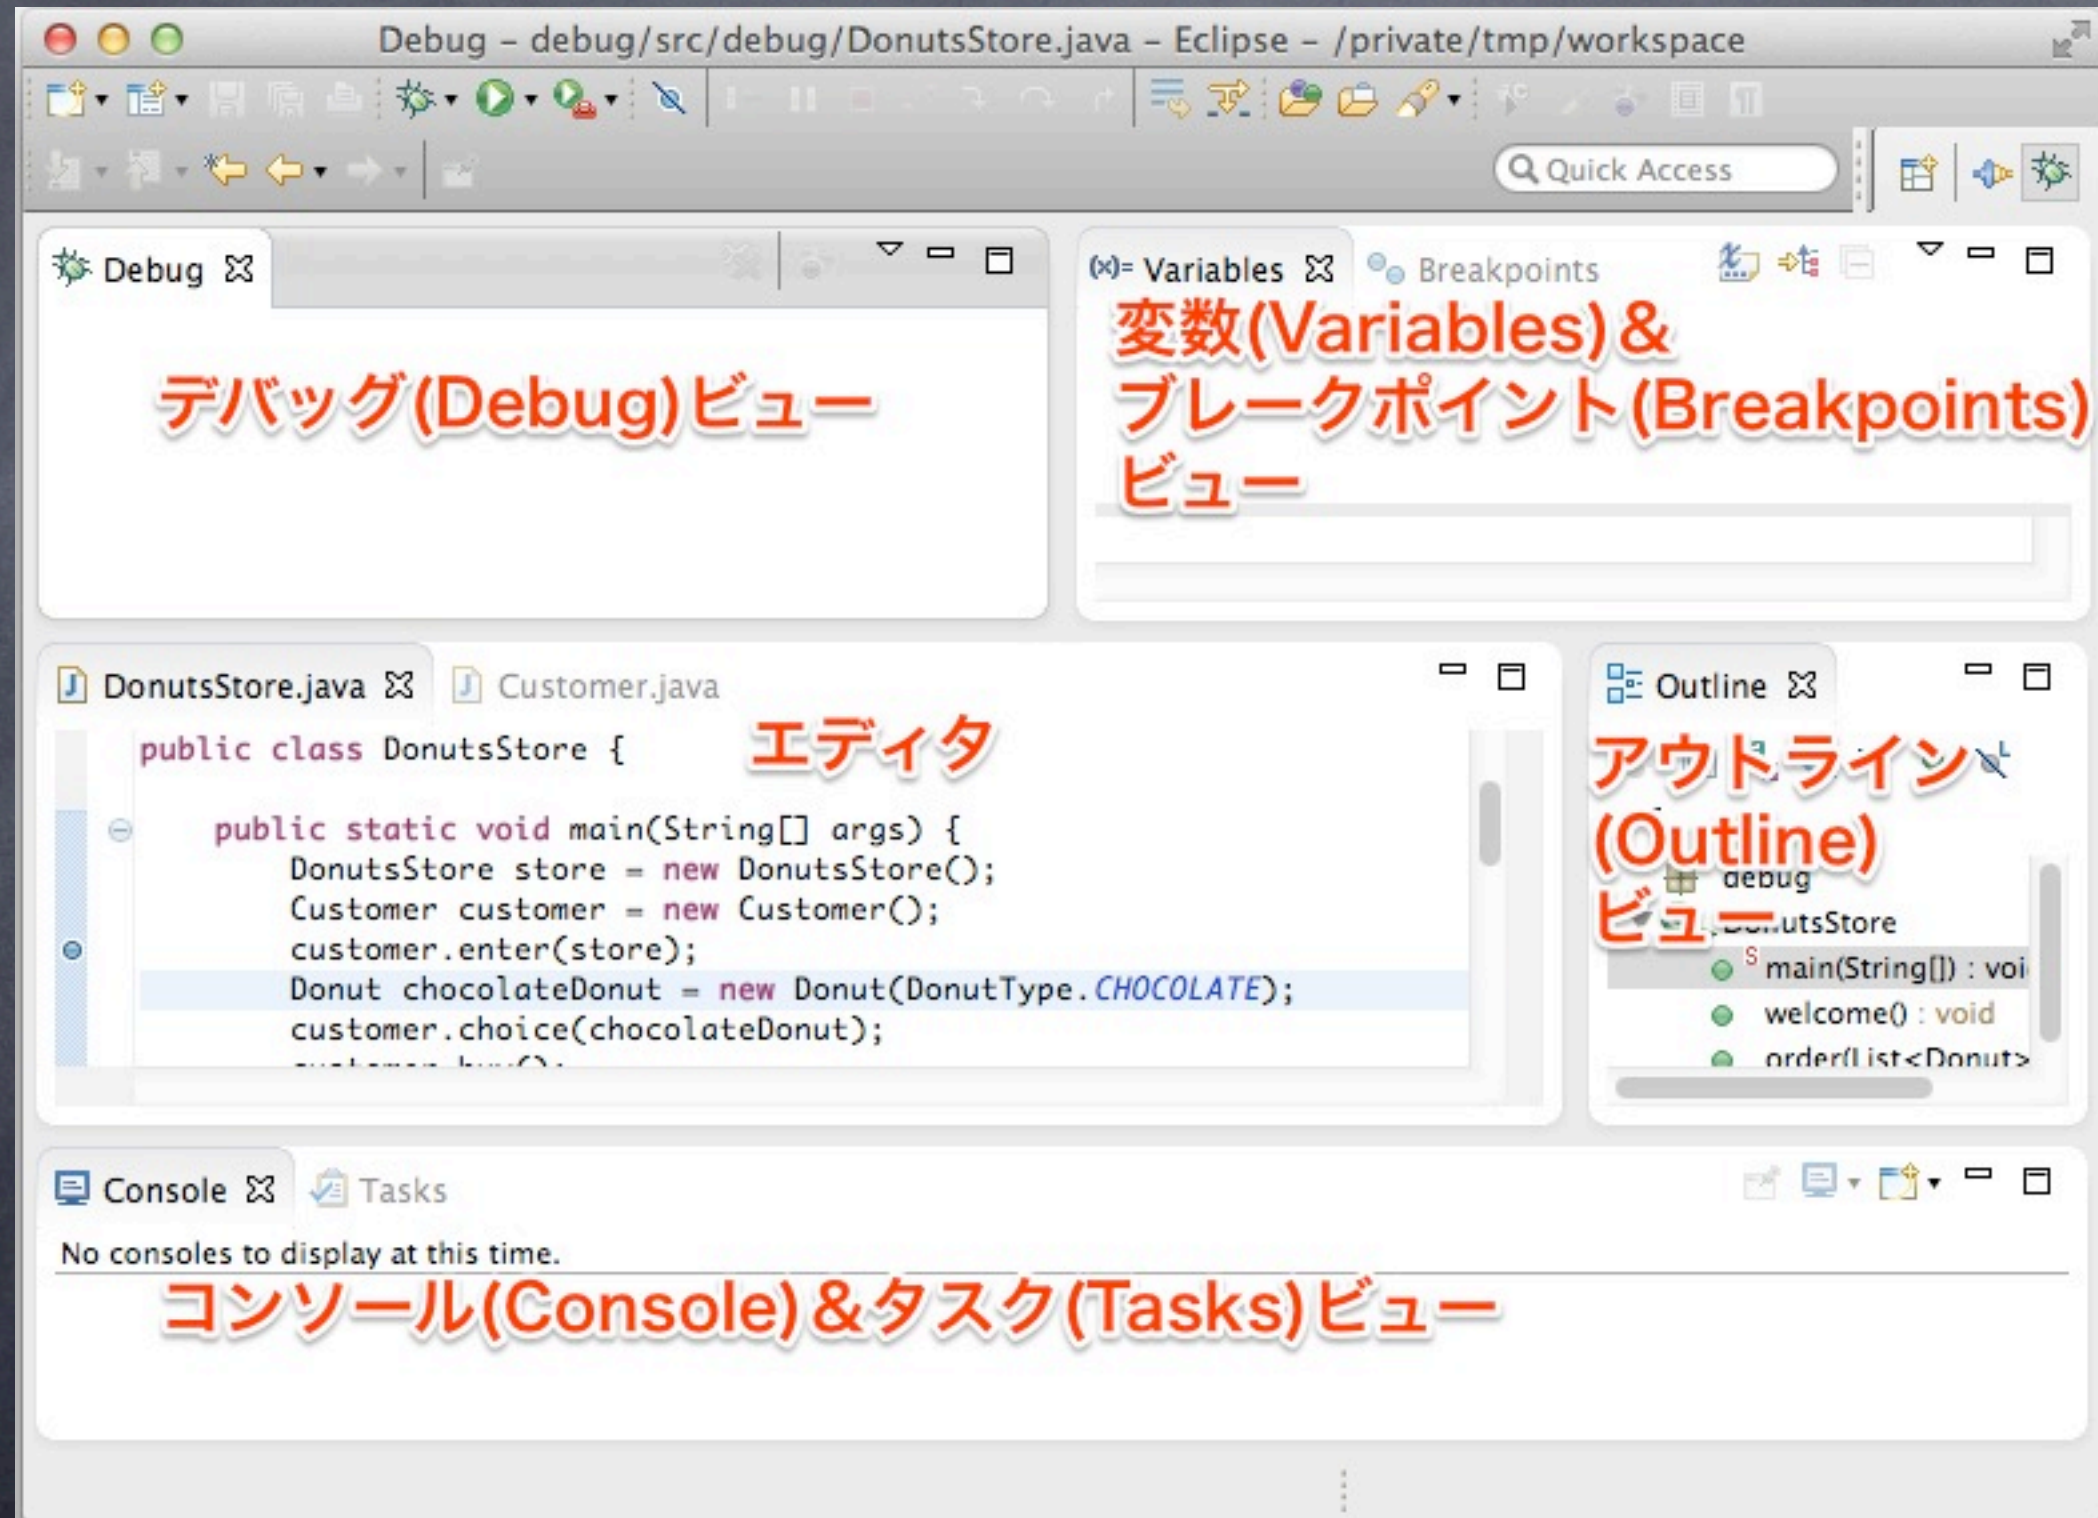 Debug – debug/src/debug/DonutsStore.java – Eclipse – /private/tmp/workspace
Quick Access
Debug
デバッグ(Debug)ビュー
(x)= Variables Breakpoints
変数(Variables)＆
ブレークポイント(Breakpoints)
ビュー
DonutsStore.java Customer.java
エディタ
public class DonutsStore {
public static void main(String[] args) {
DonutsStore store = new DonutsStore();
Customer customer = new Customer();
customer.enter(store);
Donut chocolateDonut = new Donut(DonutType.CHOCOLATE);
customer.choice(chocolateDonut);
Outline
アウトライン
(Outline)
debug
ビュー
utsStore
main(String[]) : voi
welcome() : void
order(List<Donut>
Console Tasks
No consoles to display at this time.
コンソール(Console)＆タスク(Tasks)ビュー